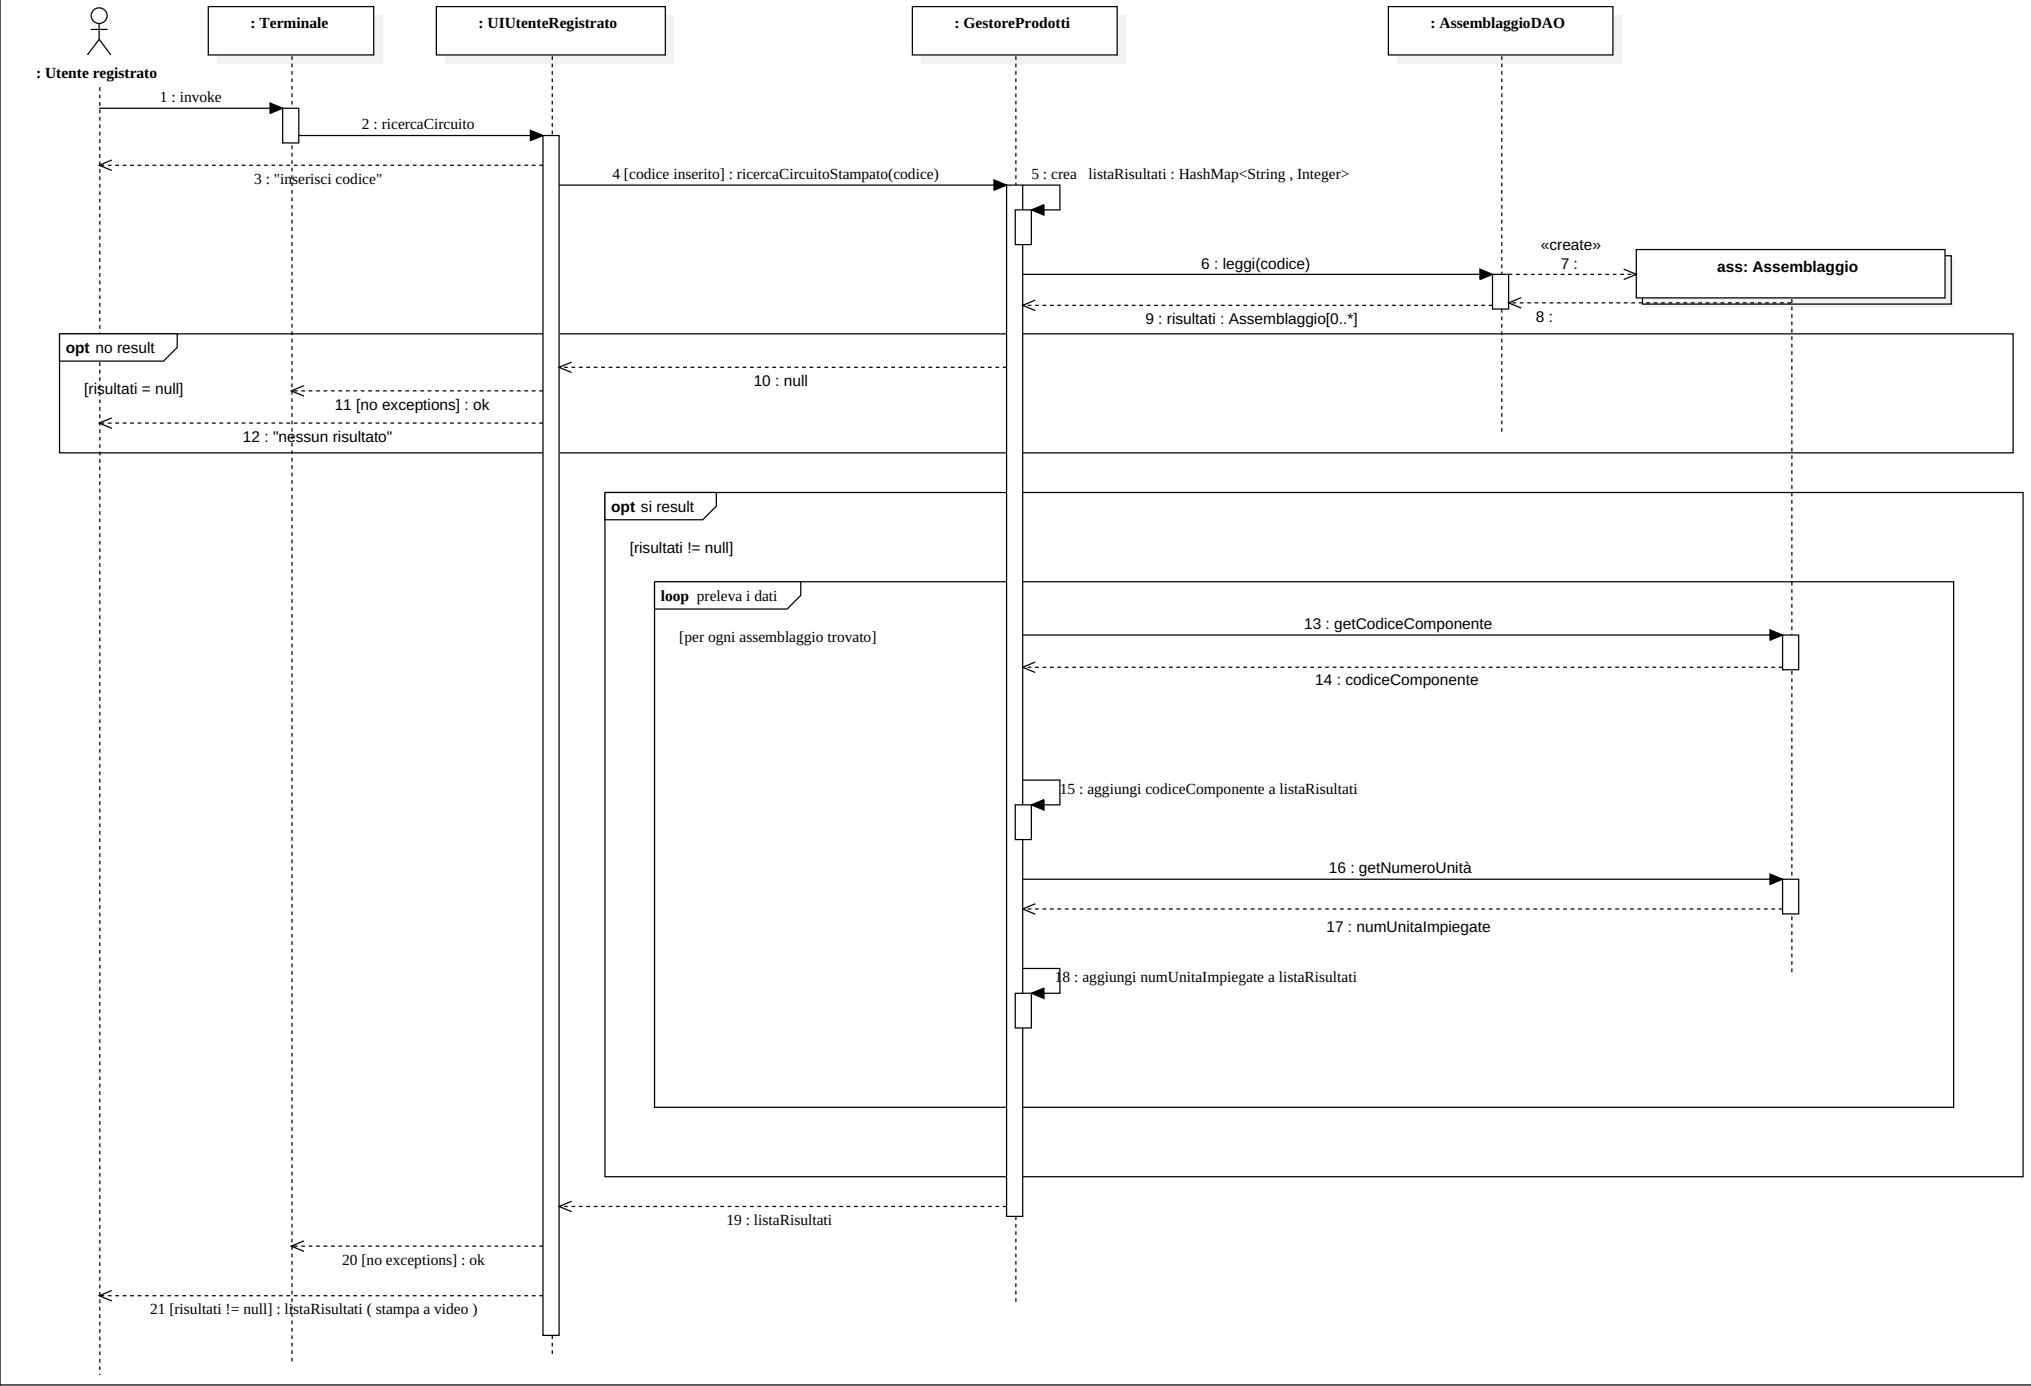 : Utente registrato
: Terminale
: UIUtenteRegistrato
: GestoreProdotti
: AssemblaggioDAO
1 : invoke
2 : ricercaCircuito
3 : "inserisci codice"
4 [codice inserito] : ricercaCircuitoStampato(codice)
5 : crea   listaRisultati : HashMap<String , Integer>
6 : leggi(codice)
«create»
7 :
ass: Assemblaggio
8 :
9 : risultati : Assemblaggio[0..*]
opt no result
[risultati = null]
10 : null
11 [no exceptions] : ok
12 : "nessun risultato"
opt si result
[risultati != null]
loop preleva i dati
[per ogni assemblaggio trovato]
13 : getCodiceComponente
14 : codiceComponente
15 : aggiungi codiceComponente a listaRisultati
16 : getNumeroUnità
17 : numUnitaImpiegate
18 : aggiungi numUnitaImpiegate a listaRisultati
19 : listaRisultati
20 [no exceptions] : ok
21 [risultati != null] : listaRisultati ( stampa a video )